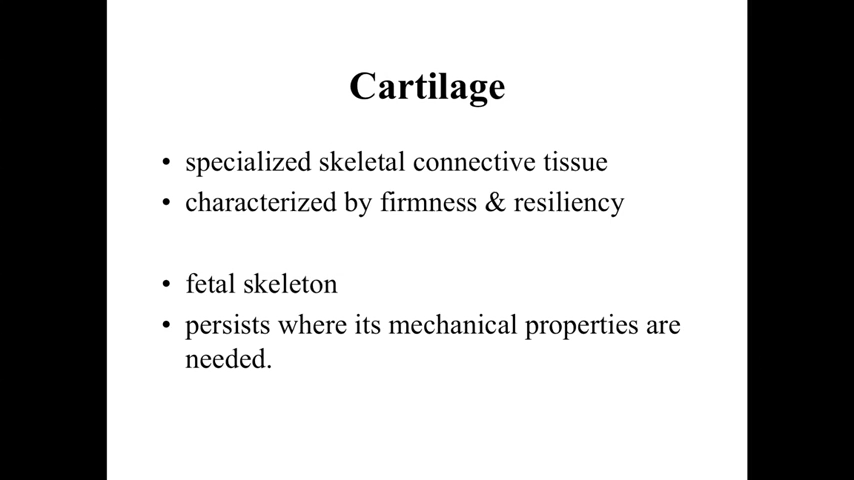 Cartilage
• specialized skeletal connective tissue
• characterized by firmness & resiliency
• fetal skeleton
• persists where its mechanical properties are
needed.